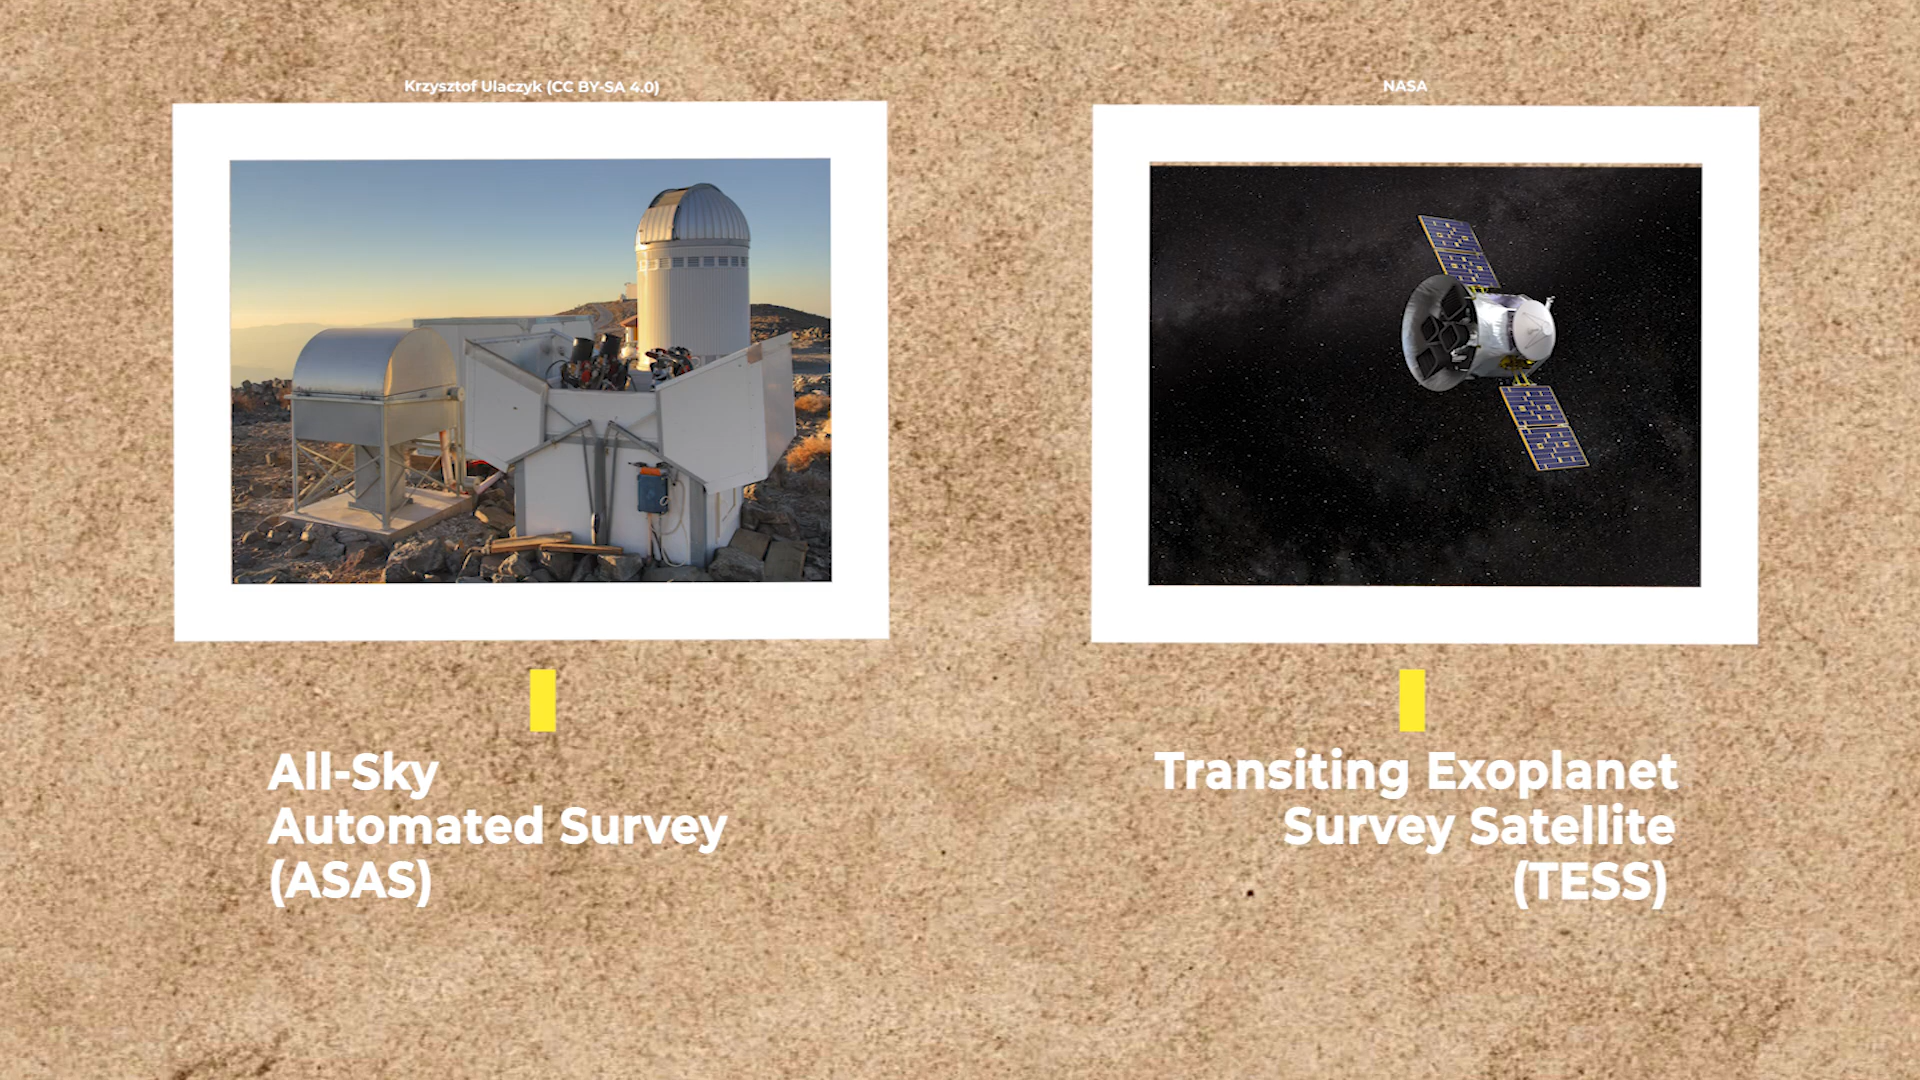 Krzysztof Ulaczyk (CC BY-SA 4.0)
All-Sky
Automated Survey
(ASAS)
NASA
Transiting Exoplanet
Survey Satellite
(TESS)